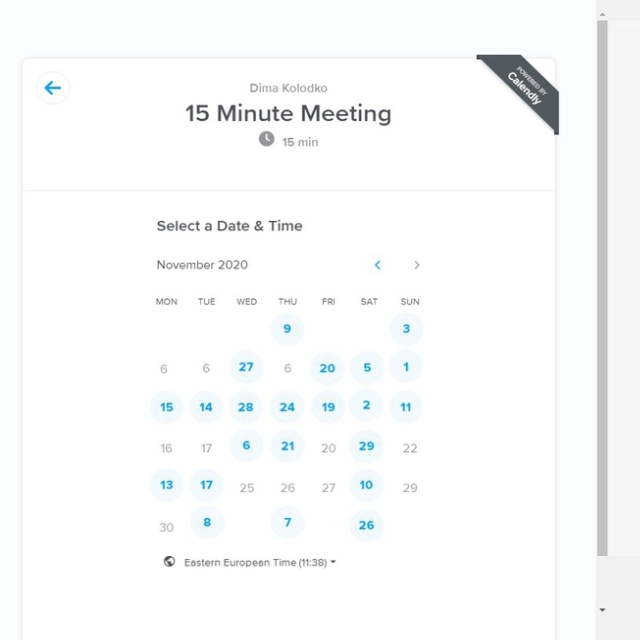 Dima Kolodko
POWERED BY
Calendly
15 Minute Meeting
15 min
Select a Date & Time
November 2020
MON TUE WED THU FRI SAT SUN
9 3
6 6 27 6 20 5 1
15 14 28 24 19 2 11
16 17 6 21 20 29 22
13 17 25 26 27 10 29
30 8 7 26
Eastern European Time (11:38)